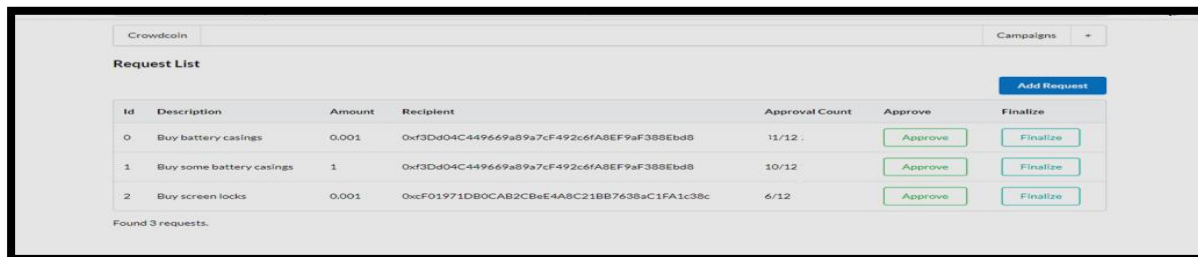 Crowdcoin Campaigns +
Request List
Add Request
Id Description Amount Recipient Approval Count Approve Finalize
0 Buy battery casings 0.001 0xf3Dd04C449669a89a7cF492c6fA8EF9aF388Ebd8 11/12 Approve Finalize
1 Buy some battery casings 1 0xf3Dd04C449669a89a7cF492c6fA8EF9aF388Ebd8 10/12 Approve Finalize
2 Buy screen locks 0.001 0xcF01971DB0CAB2CBeE4A8C21BB7638aC1FA1c38c 6/12 Approve Finalize
Found 3 requests.